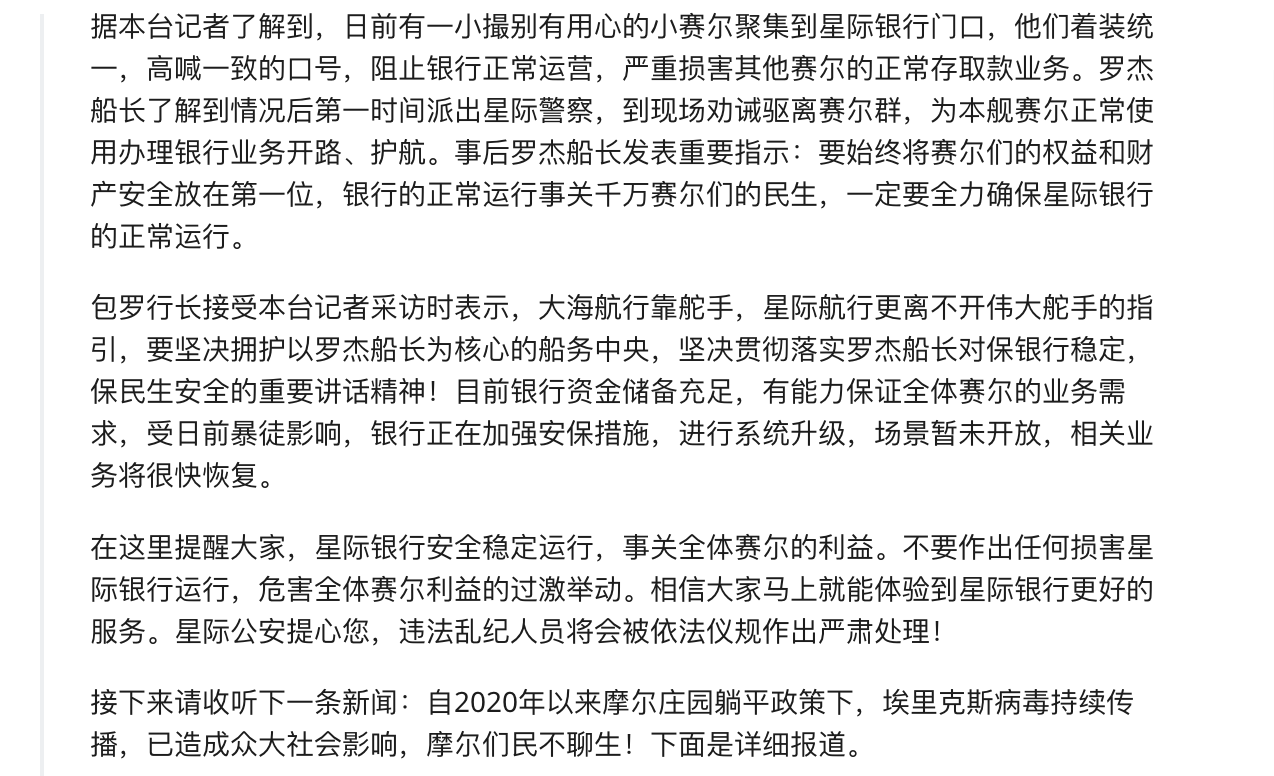 据本台记者了解到，日前有一小撮别有用心的小赛尔聚集到星际银行门口，他们着装统
一，高喊一致的口号，阻止银行正常运营，严重损害其他赛尔的正常存取款业务。罗杰
船长了解到情况后第一时间派出星际警察，到现场劝诫驱离赛尔群，为本舰赛尔正常使
用办理银行业务开路、护航。事后罗杰船长发表重要指示：要始终将赛尔们的权益和财
产安全放在第一位，银行的正常运行事关千万赛尔们的民生，一定要全力确保星际银行
的正常运行。
包罗行长接受本台记者采访时表示，大海航行靠舵手，星际航行更离不开伟大舵手的指
引，要坚决拥护以罗杰船长为核心的船务中央，坚决贯彻落实罗杰船长对保银行稳定，
保民生安全的重要讲话精神！目前银行资金储备充足，有能力保证全体赛尔的业务需
求，受日前暴徒影响，银行正在加强安保措施，进行系统升级，场景暂未开放，相关业
务将很快恢复。
在这里提醒大家，星际银行安全稳定运行，事关全体赛尔的利益。不要作出任何损害星
际银行运行，危害全体赛尔利益的过激举动。相信大家马上就能体验到星际银行更好的
服务。星际公安提心您，违法乱纪人员将会被依法仪规作出严肃处理！
接下来请收听下一条新闻：自2020年以来摩尔庄园躺平政策下，埃里克斯病毒持续传
播，已造成众大社会影响，摩尔们民不聊生！下面是详细报道。